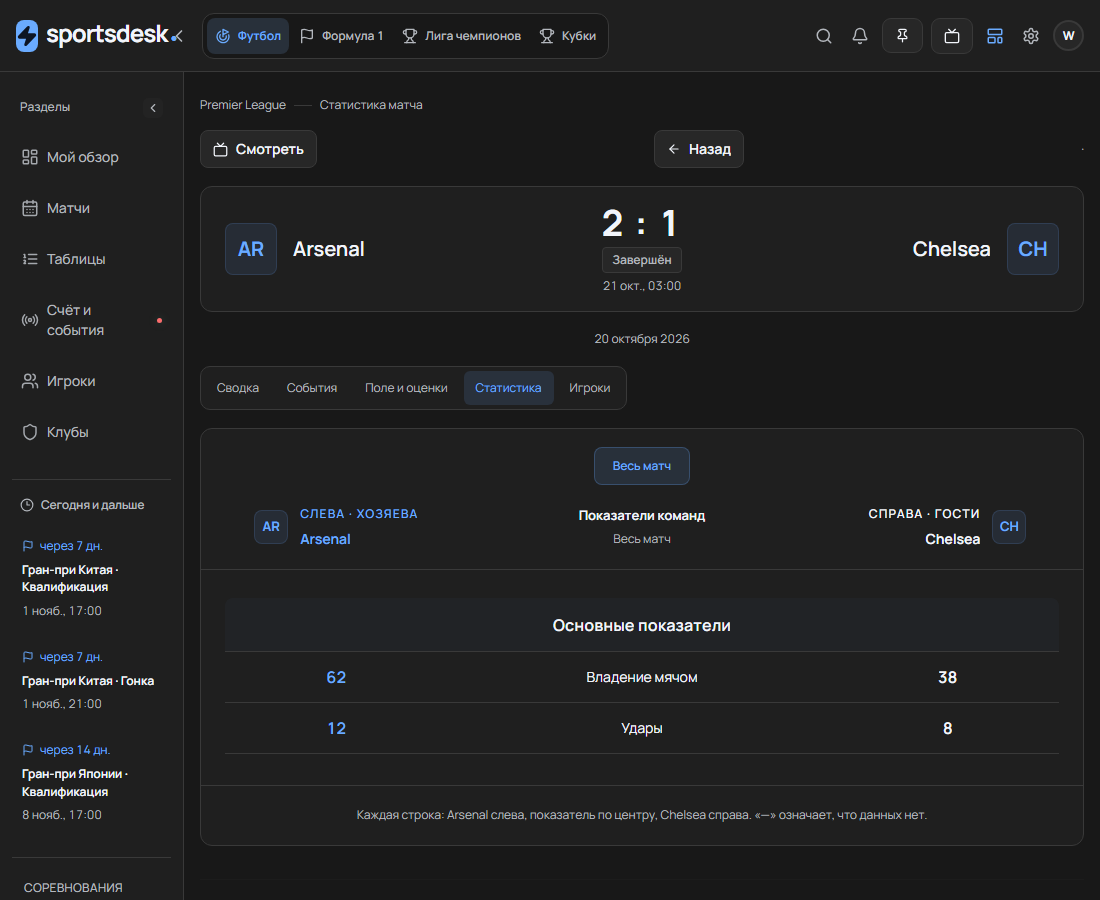 sportsdesk.
Футбол
Формула 1
Лига чемпионов
Кубки
W
Разделы
Мой обзор
Матчи
Таблицы
Счёт и
события
Игроки
Клубы
Сегодня и дальше
через 7 дн.
Гран-при Китая ·
Квалификация
1 нояб., 17:00
через 7 дн.
Гран-при Китая · Гонка
1 нояб., 21:00
через 14 дн.
Гран-при Японии ·
Квалификация
8 нояб., 17:00
СОРЕВНОВАНИЯ
Premier League — Статистика матча
Смотреть
Назад
·
AR
Arsenal
2 : 1
Завершён
21 окт., 03:00
Chelsea
CH
20 октября 2026
Сводка
События
Поле и оценки
Статистика
Игроки
Весь матч
AR
СЛЕВА · ХОЗЯЕВА
Arsenal
Показатели команд
Весь матч
СПРАВА · ГОСТИ
Chelsea
CH
Основные показатели
62 Владение мячом 38
12 Удары 8
Каждая строка: Arsenal слева, показатель по центру, Chelsea справа. «—» означает, что данных нет.